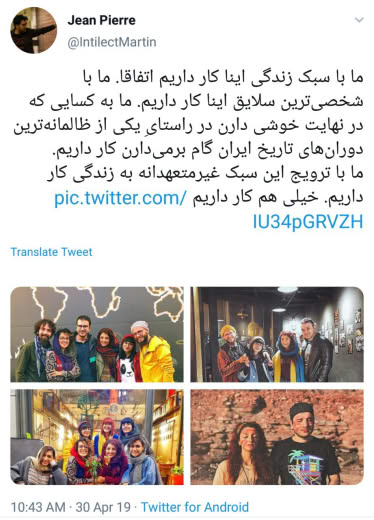 Jean Pierre
@IntilectMartin
ما با سبک زندگی اینا کار داریم اتفاقا. ما با
شخصی‌ترین سلایق اینا کار داریم. ما به کسایی که
در نهایت خوشی دارن در راستایِ یکی از ظالمانه‌ترین
دوران‌های تاریخ ایران گام برمی‌دارن کار داریم.
ما با ترویج این سبک غیرمتعهدانه به زندگی کار
داریم. خیلی هم کار داریم pic.twitter.com/
IU34pGRVZH
Translate Tweet
10:43 AM · 30 Apr 19 · Twitter for Android